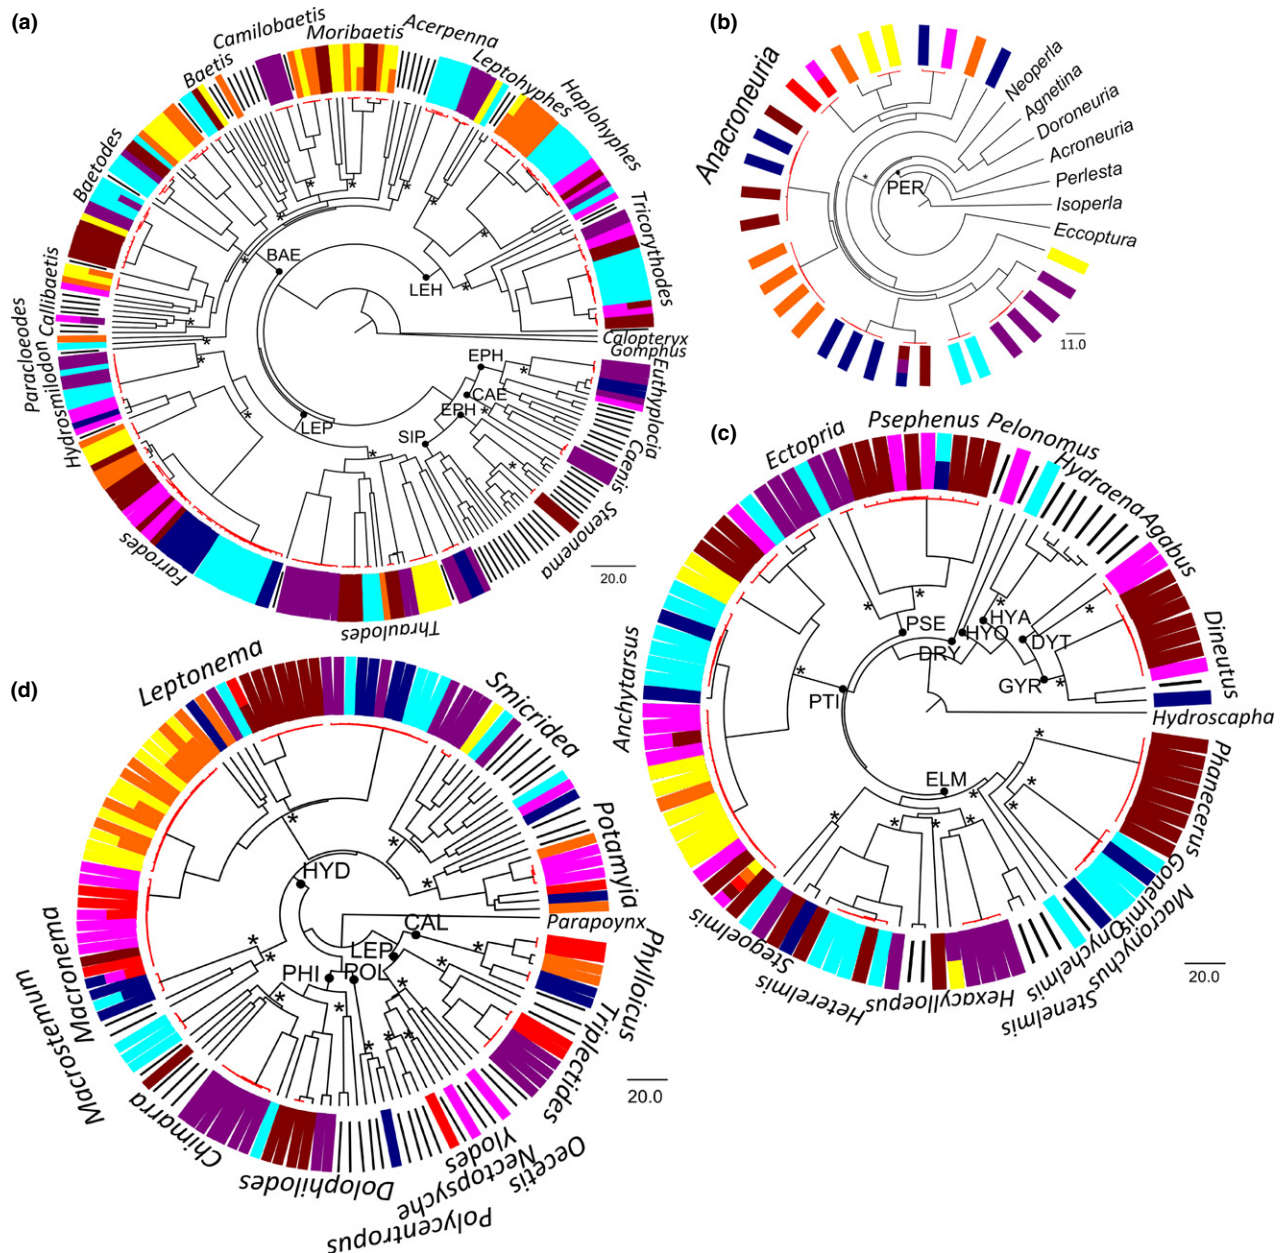 (a)
Camilobaetis
Moribaetis
Acerpenna
Baetis
Leptohyphes
Haplohyphes
Baetodes
Tricorythodes
Callibaetis
Paracloeodes
Hydrosmilodon
BAE
LEH
Calopteryx
Gomphus
EPH
CAE
EPH
LEP
SIP
Euthyplocia
Caenis
Stenonema
Farrodes
Thraulodes
20.0
(b)
Anacroneuria
Neoperla
Agnetina
Doroneuria
Acroneuria
Perlesta
Isoperla
Eccoptura
PER
11.0
(c)
Ectopria
Psephenus
Pelonomus
Hydraena
Agabus
Dineutus
Hydroscapha
Anchytarsus
PSE
DRY
HYO
HYA
DYT
GYR
PTI
ELM
Phanocerus
Gonelmis
Macronychus
Onychelmis
Stenelmis
Hexacylloepus
Heterelmis
Stegoelmis
20.0
(d)
Leptonema
Smicridea
Potamyia
Parapoynx
HYD
CAL
LEP
POL
PHI
Macronema
Macrostemum
Chimarra
Dolophilodes
Polycentropus
Nectopsyche
Ylodes
Oecetis
Triplectides
Phylloicus
20.0